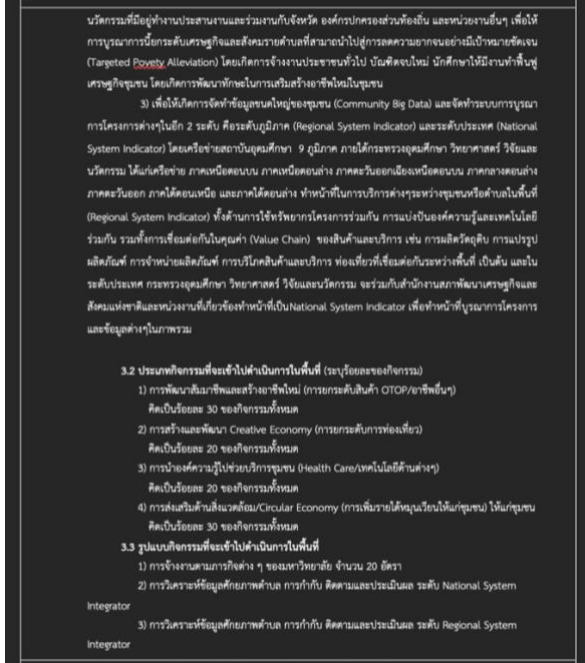 นวัตกรรมที่มีอยู่ทำงานประสานงานและร่วมงานกับจังหวัด องค์กรปกครองส่วนท้องถิ่น และหน่วยงานอื่นๆ เพื่อให้
การบูรณาการนี้ยกระดับเศรษฐกิจและสังคมรายตำบลที่สามารถนำไปสู่การลดความยากจนอย่างมีเป้าหมายชัดเจน
(Targeted Povety Alleviation) โดยเกิดการจ้างงานประชาชนทั่วไป บัณฑิตจบใหม่ นักศึกษาให้มีงานทำฟื้นฟู
เศรษฐกิจชุมชน โดยเกิดการพัฒนาทักษะในการเสริมสร้างอาชีพใหม่ในชุมชน
3) เพื่อให้เกิดการจัดทำข้อมูลขนดใหญ่ของชุมชน (Community Big Data) และจัดทำระบบการบูรณา
การโครงการต่างๆในอีก 2 ระดับ คือระดับภูมิภาค (Regional System Indicator) และระดับประเทศ (National
System Indicator) โดยเครือข่ายสถาบันอุดมศึกษา 9 ภูมิภาค ภายใต้กระทรวงอุดมศึกษา วิทยาศาสตร์ วิจัยและ
นวัตกรรม ได้แก่เครือข่าย ภาคเหนือตอนบน ภาคเหนือตอนล่าง ภาคตะวันออกเฉียงเหนือตอนบน ภาคกลางตอนล่าง
ภาคตะวันออก ภาคใต้ตอนเหนือ และภาคใต้ตอนล่าง ทำหน้าที่ในการบริการต่างๆระหว่างชุมชนหรือตำบลในพื้นที่
(Regional System Indicator) ทั้งด้านการใช้ทรัพยากรโครงการร่วมกัน การแบ่งปันองค์ความรู้และเทคโนโลยี
ร่วมกัน รวมทั้งการเชื่อมต่อกันในคุณค่า (Value Chain) ของสินค้าและบริการ เช่น การผลิตวัตถุดิบ การแปรรูป
ผลิตภัณฑ์ การจำหน่ายผลิตภัณฑ์ การบริโภคสินค้าและบริการ ท่องเที่ยวที่เชื่อมต่อกันระหว่างพื้นที่ เป็นต้น และใน
ระดับประเทศ กระทรวงอุดมศึกษา วิทยาศาสตร์ วิจัยและนวัตกรรม จะร่วมกับสำนักงานสภาพัฒนาเศรษฐกิจและ
สังคมแห่งชาติและหน่วงงานที่เกี่ยวข้องทำหน้าที่เป็นNational System Indicator เพื่อทำหน้าที่บูรณาการโครงการ
และข้อมูลต่างๆในภาพรวม
3.2 ประเภทกิจกรรมที่จะเข้าไปดำเนินการในพื้นที่ (ระบุร้อยละของกิจกรรม)
1) การพัฒนาสัมมาชีพและสร้างอาชีพใหม่ (การยกระดับสินค้า OTOP/อาชีพอื่นๆ)
คิดเป็นร้อยละ 30 ของกิจกรรมทั้งหมด
2) การสร้างและพัฒนา Creative Economy (การยกระดับการท่องเที่ยว)
คิดเป็นร้อยละ 20 ของกิจกรรมทั้งหมด
3) การนำองค์ความรู้ไปช่วยบริการชุมชน (Health Care/เทคโนโลยีด้านต่างๆ)
คิดเป็นร้อยละ 20 ของกิจกรรมทั้งหมด
4) การส่งเสริมด้านสิ่งแวดล้อม/Circular Economy (การเพิ่มรายได้หมุนเวียนให้แก่ชุมชน) ให้แก่ชุมชน
คิดเป็นร้อยละ 30 ของกิจกรรมทั้งหมด
3.3 รูปแบบกิจกรรมที่จะเข้าไปดำเนินการในพื้นที่
1) การจ้างงานตามภารกิจต่าง ๆ ของมหาวิทยาลัย จำนวน 20 อัตรา
2) การวิเคราะห์ข้อมูลศักยภาพตำบล การกำกับ ติดตามและประเมินผล ระดับ National System
Integrator
3) การวิเคราะห์ข้อมูลศักยภาพตำบล การกำกับ ติดตามและประเมินผล ระดับ Regional System
Integrator